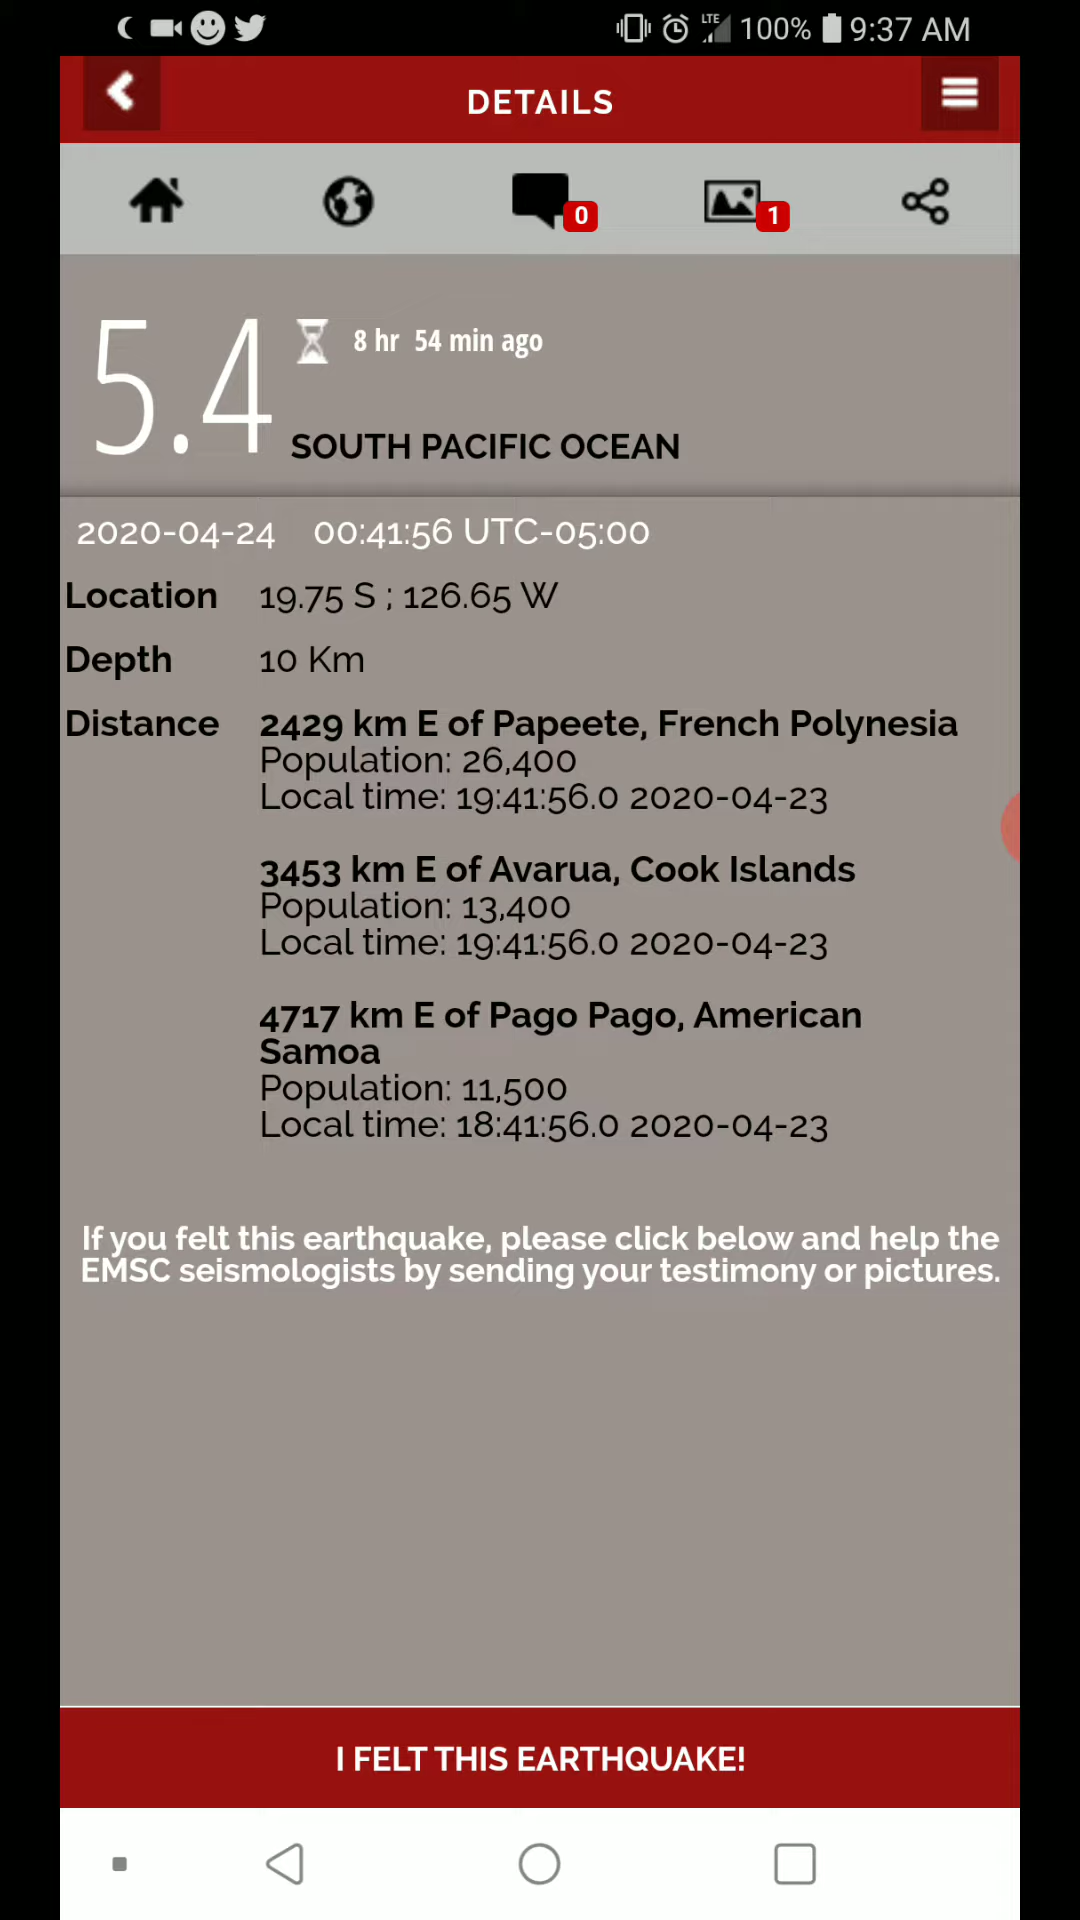 LTE 100% 9:37 AM
DETAILS
0
1
5.4
8 hr 54 min ago
SOUTH PACIFIC OCEAN
2020-04-24 00:41:56 UTC-05:00
Location 19.75 S ; 126.65 W
Depth 10 Km
Distance 2429 km E of Papeete, French Polynesia
Population: 26,400
Local time: 19:41:56.0 2020-04-23
3453 km E of Avarua, Cook Islands
Population: 13,400
Local time: 19:41:56.0 2020-04-23
4717 km E of Pago Pago, American
Samoa
Population: 11,500
Local time: 18:41:56.0 2020-04-23
If you felt this earthquake, please click below and help the
EMSC seismologists by sending your testimony or pictures.
I FELT THIS EARTHQUAKE!